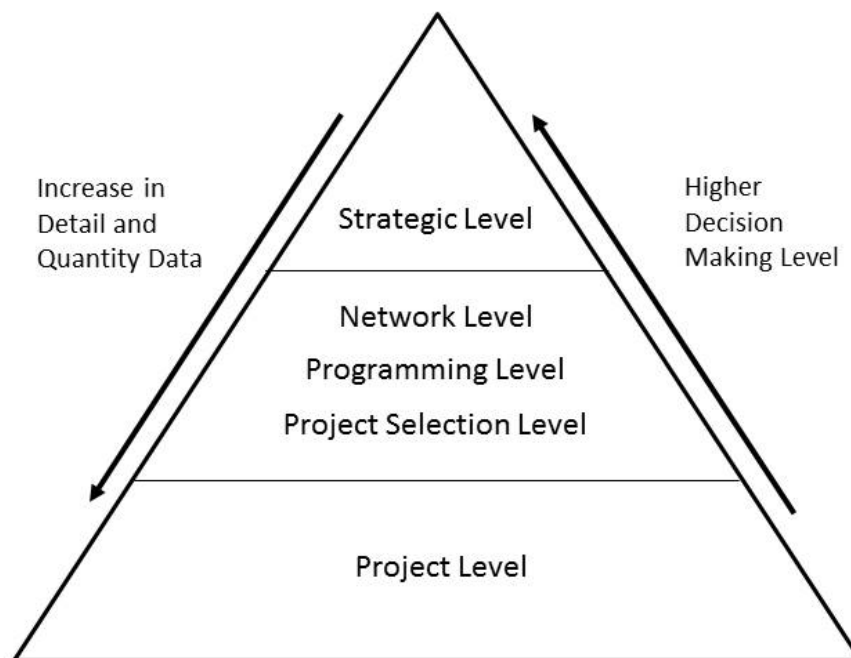 Increase in
Detail and
Quantity Data
Higher
Decision
Making Level
Strategic Level
Network Level
Programming Level
Project Selection Level
Project Level